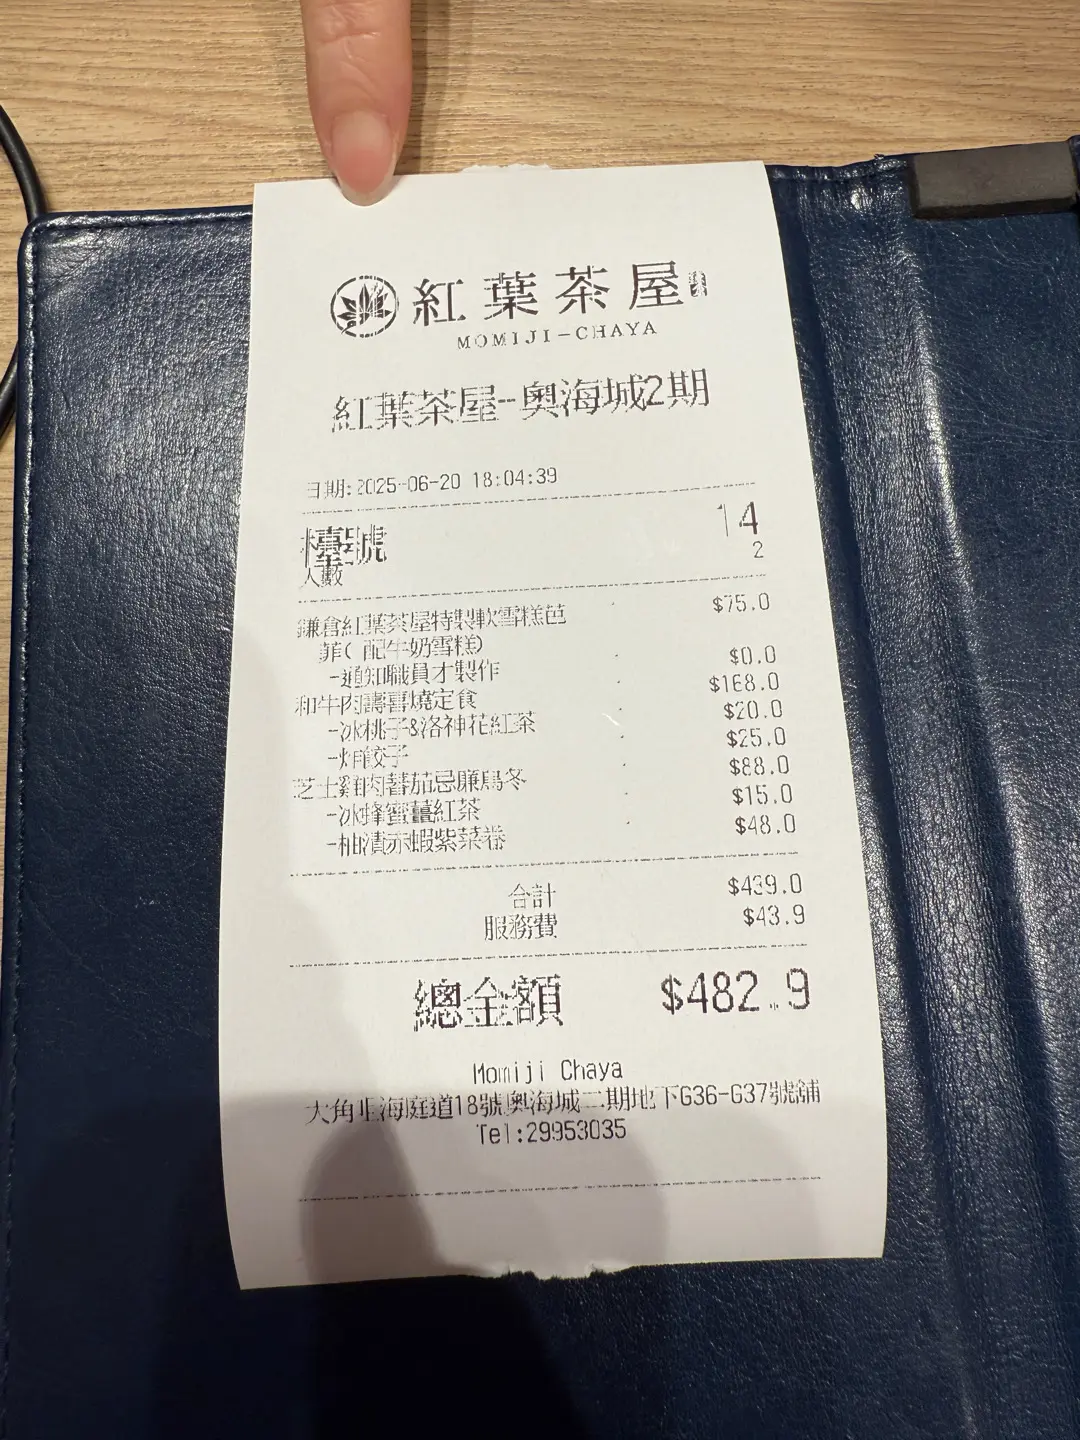 紅葉茶屋
MOMIJI-CHAYA
紅葉茶屋-奧海城2期
日期:2025-06-20 18:04:39
檯號 14
人數 2
鎌倉紅葉茶屋特製軟雪糕芭 $75.0
菲( 配牛奶雪糕)
-通知職員才製作 $0.0
和牛肉壽喜燒定食 $168.0
-冰桃子&洛神花紅茶 $20.0
-炸餃子 $25.0
芝士雞肉蕃茄忌廉烏冬 $88.0
-冰蜂蜜薑紅茶 $15.0
-柚漬赤蝦紫菜卷 $48.0
合計 $439.0
服務費 $43.9
總金額 $482.9
Momiji Chaya
大角咀海庭道18號奧海城二期地下G36-G37號舖
Tel:29953035